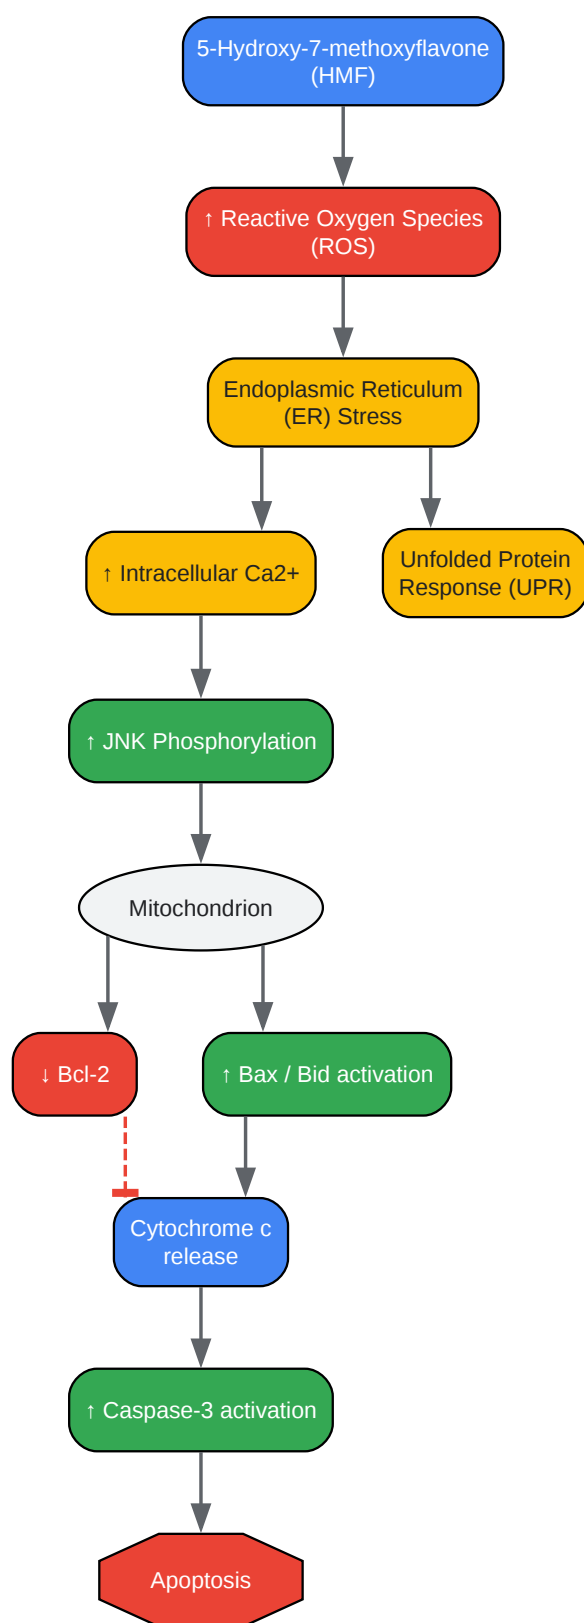 5-Hydroxy-7-methoxyflavone
(HMF)
↑ Reactive Oxygen Species
(ROS)
Endoplasmic Reticulum
(ER) Stress
↑ Intracellular Ca2+
Unfolded Protein
Response (UPR)
↑ JNK Phosphorylation
Mitochondrion
↓ Bcl-2
↑ Bax / Bid activation
Cytochrome c
release
↑ Caspase-3 activation
Apoptosis